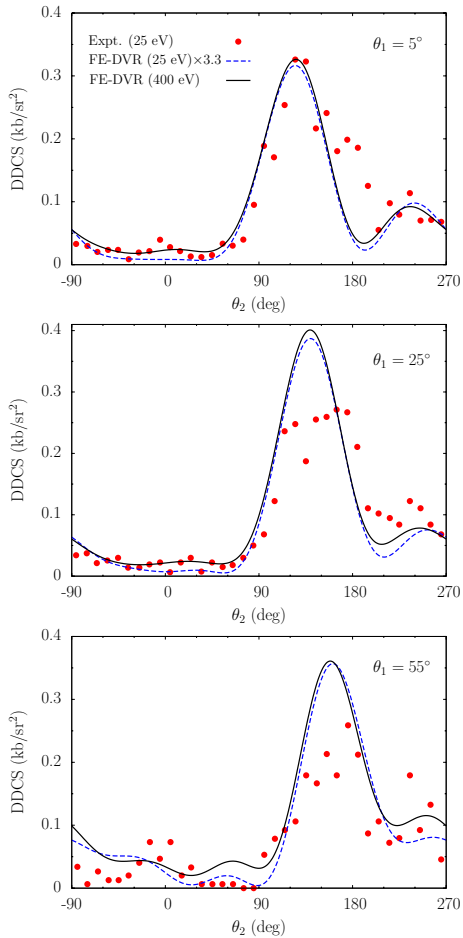 0.4
Expt. (25 eV)
FE-DVR (25 eV)×3.3
FE-DVR (400 eV)
θ₁ = 5°
0.3
0.2
0.1
0
DDCS (kb/sr²)
-90 0 90 180 270
θ₂ (deg)
0.4
θ₁ = 25°
0.3
0.2
0.1
0
DDCS (kb/sr²)
-90 0 90 180 270
θ₂ (deg)
0.4
θ₁ = 55°
0.3
0.2
0.1
0
DDCS (kb/sr²)
-90 0 90 180 270
θ₂ (deg)